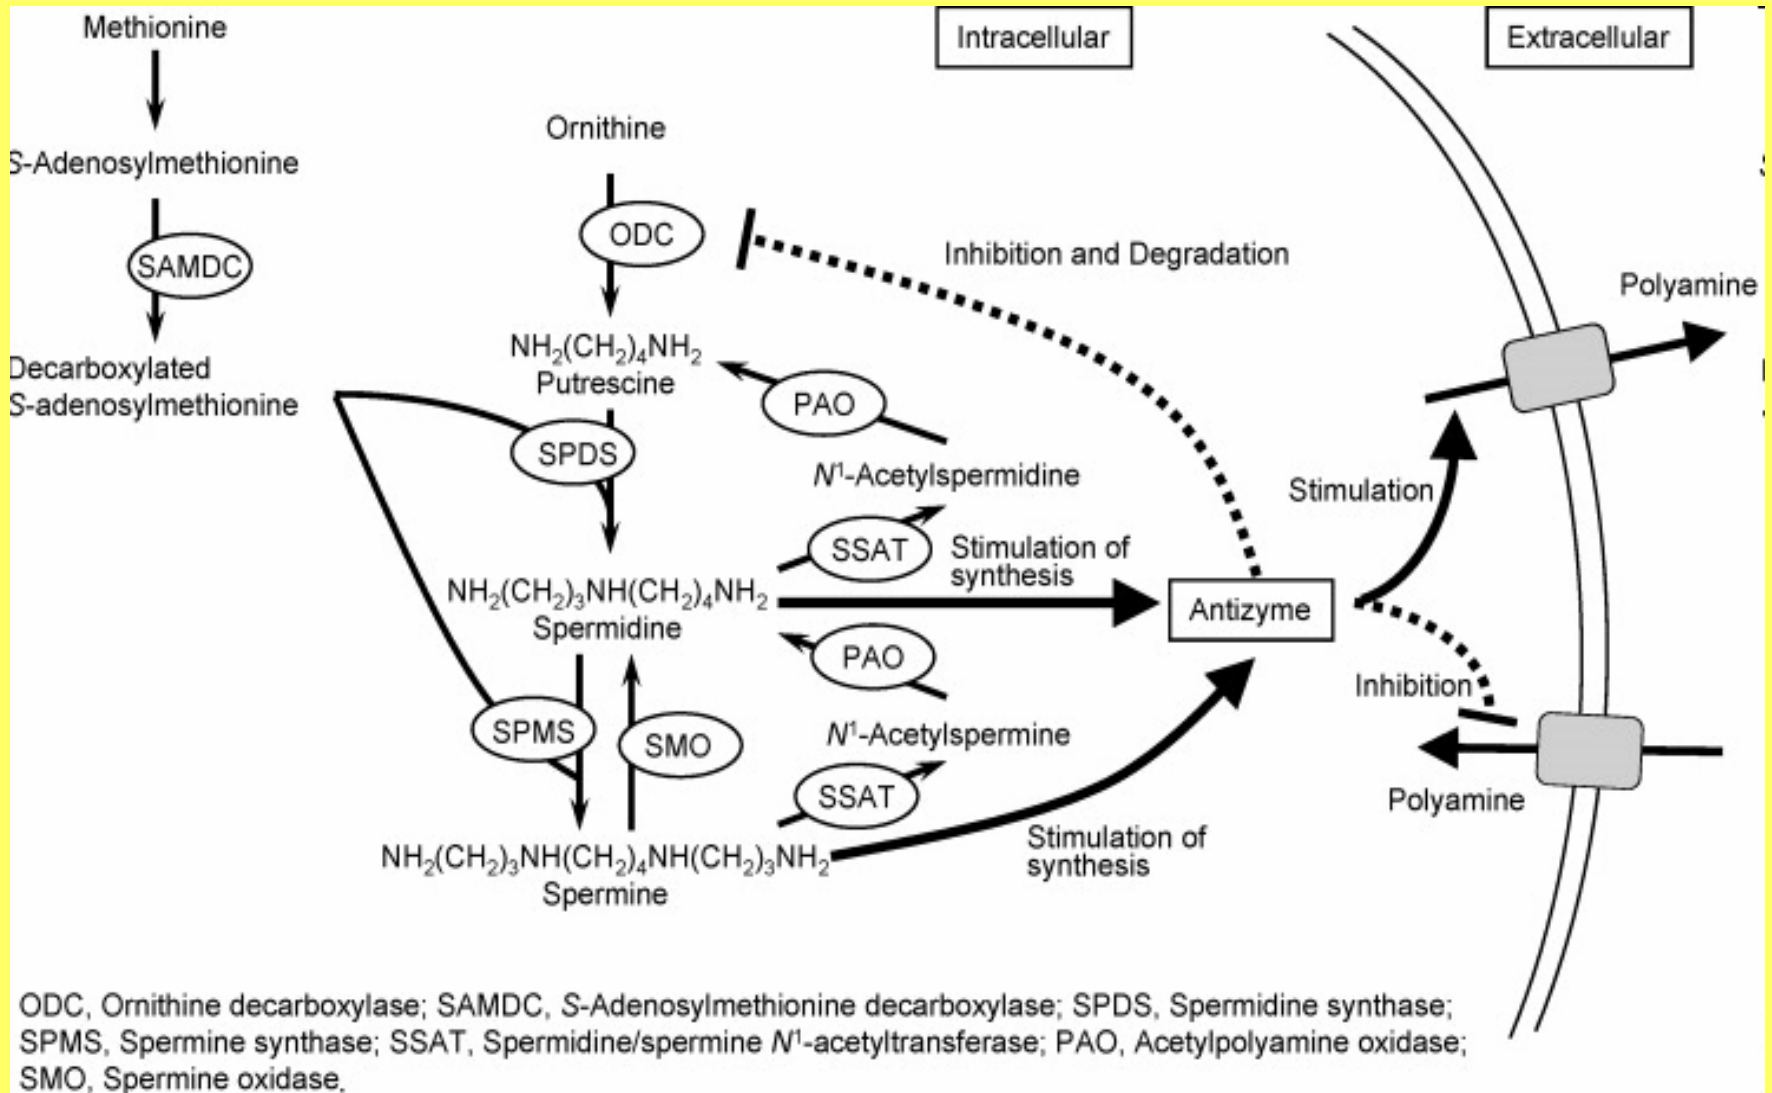 Methionine
Intracellular
Extracellular
Ornithine
S-Adenosylmethionine
ODC
SAMDC
Inhibition and Degradation
Polyamine
NH₂(CH₂)₄NH₂
Putrescine
Decarboxylated
S-adenosylmethionine
PAO
SPDS
N¹-Acetylspermidine
Stimulation
SSAT
Stimulation of
synthesis
NH₂(CH₂)₃NH(CH₂)₄NH₂
Spermidine
Antizyme
PAO
Inhibition
SPMS
SMO
N¹-Acetylspermine
SSAT
Polyamine
Stimulation of
synthesis
NH₂(CH₂)₃NH(CH₂)₄NH(CH₂)₃NH₂
Spermine
ODC, Ornithine decarboxylase; SAMDC, S-Adenosylmethionine decarboxylase; SPDS, Spermidine synthase;
SPMS, Spermine synthase; SSAT, Spermidine/spermine N¹-acetyltransferase; PAO, Acetylpolyamine oxidase;
SMO, Spermine oxidase.